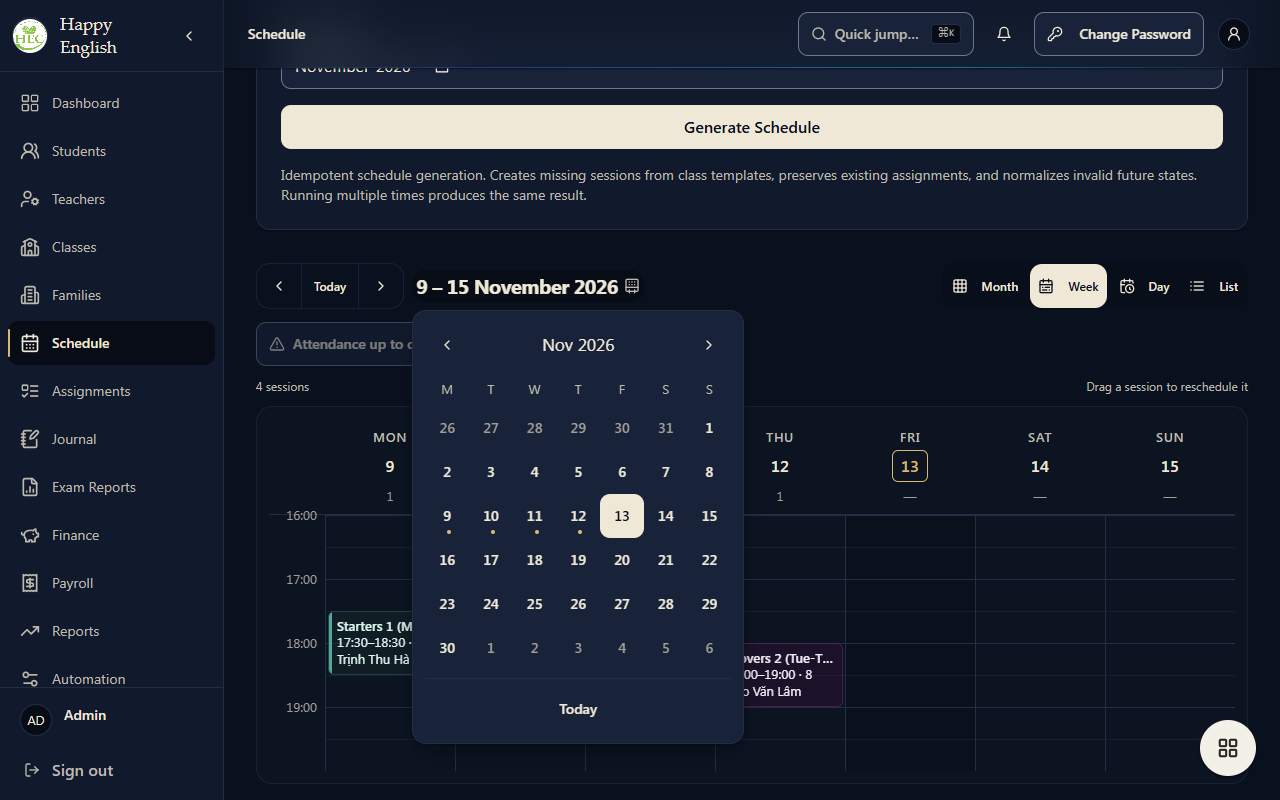 HEC
Happy
English
Schedule
Quick jump...
⌘K
Change Password
Dashboard
Students
Teachers
Classes
Families
Schedule
Assignments
Journal
Exam Reports
Finance
Payroll
Reports
Automation
AD
Admin
Sign out
November 2026
Generate Schedule
Idempotent schedule generation. Creates missing sessions from class templates, preserves existing assignments, and normalizes invalid future states.
Running multiple times produces the same result.
Today
9 – 15 November 2026
Month
Week
Day
List
Attendance up to
4 sessions
Drag a session to reschedule it
Nov 2026
M T W T F S S
26 27 28 29 30 31 1
2 3 4 5 6 7 8
9 10 11 12 13 14 15
16 17 18 19 20 21 22
23 24 25 26 27 28 29
30 1 2 3 4 5 6
Today
MON THU FRI SAT SUN
9 12 13 14 15
1 1 — — —
16:00
17:00
18:00
19:00
Starters 1 (M
17:30–18:30 ·
Trịnh Thu Hà
overs 2 (Tue-T...
00–19:00 · 8
Văn Lâm